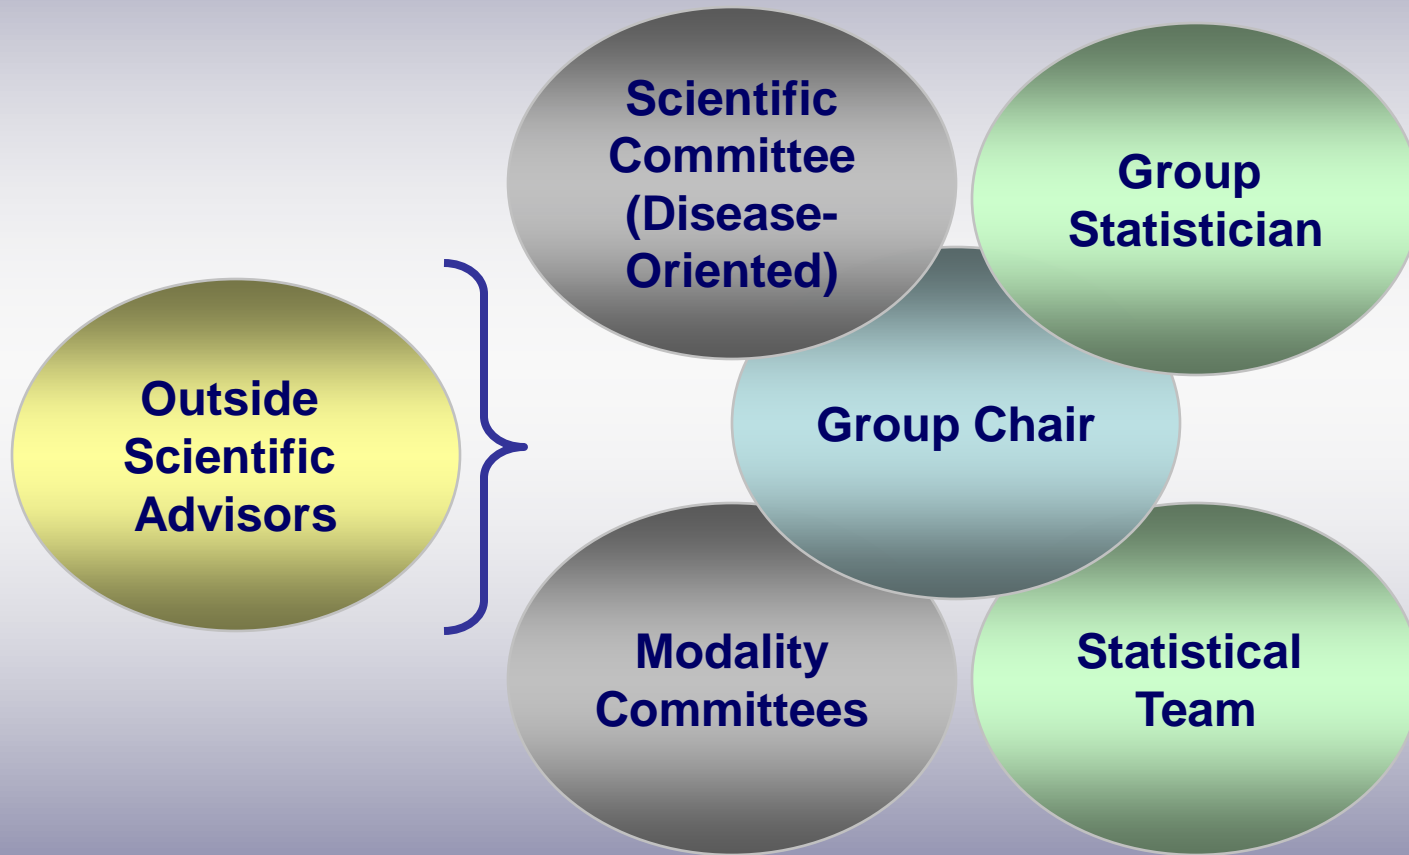 Scientific
Committee
(Disease-
Oriented)
Group
Statistician
Outside
Scientific
Advisors
Group Chair
Modality
Committees
Statistical
Team